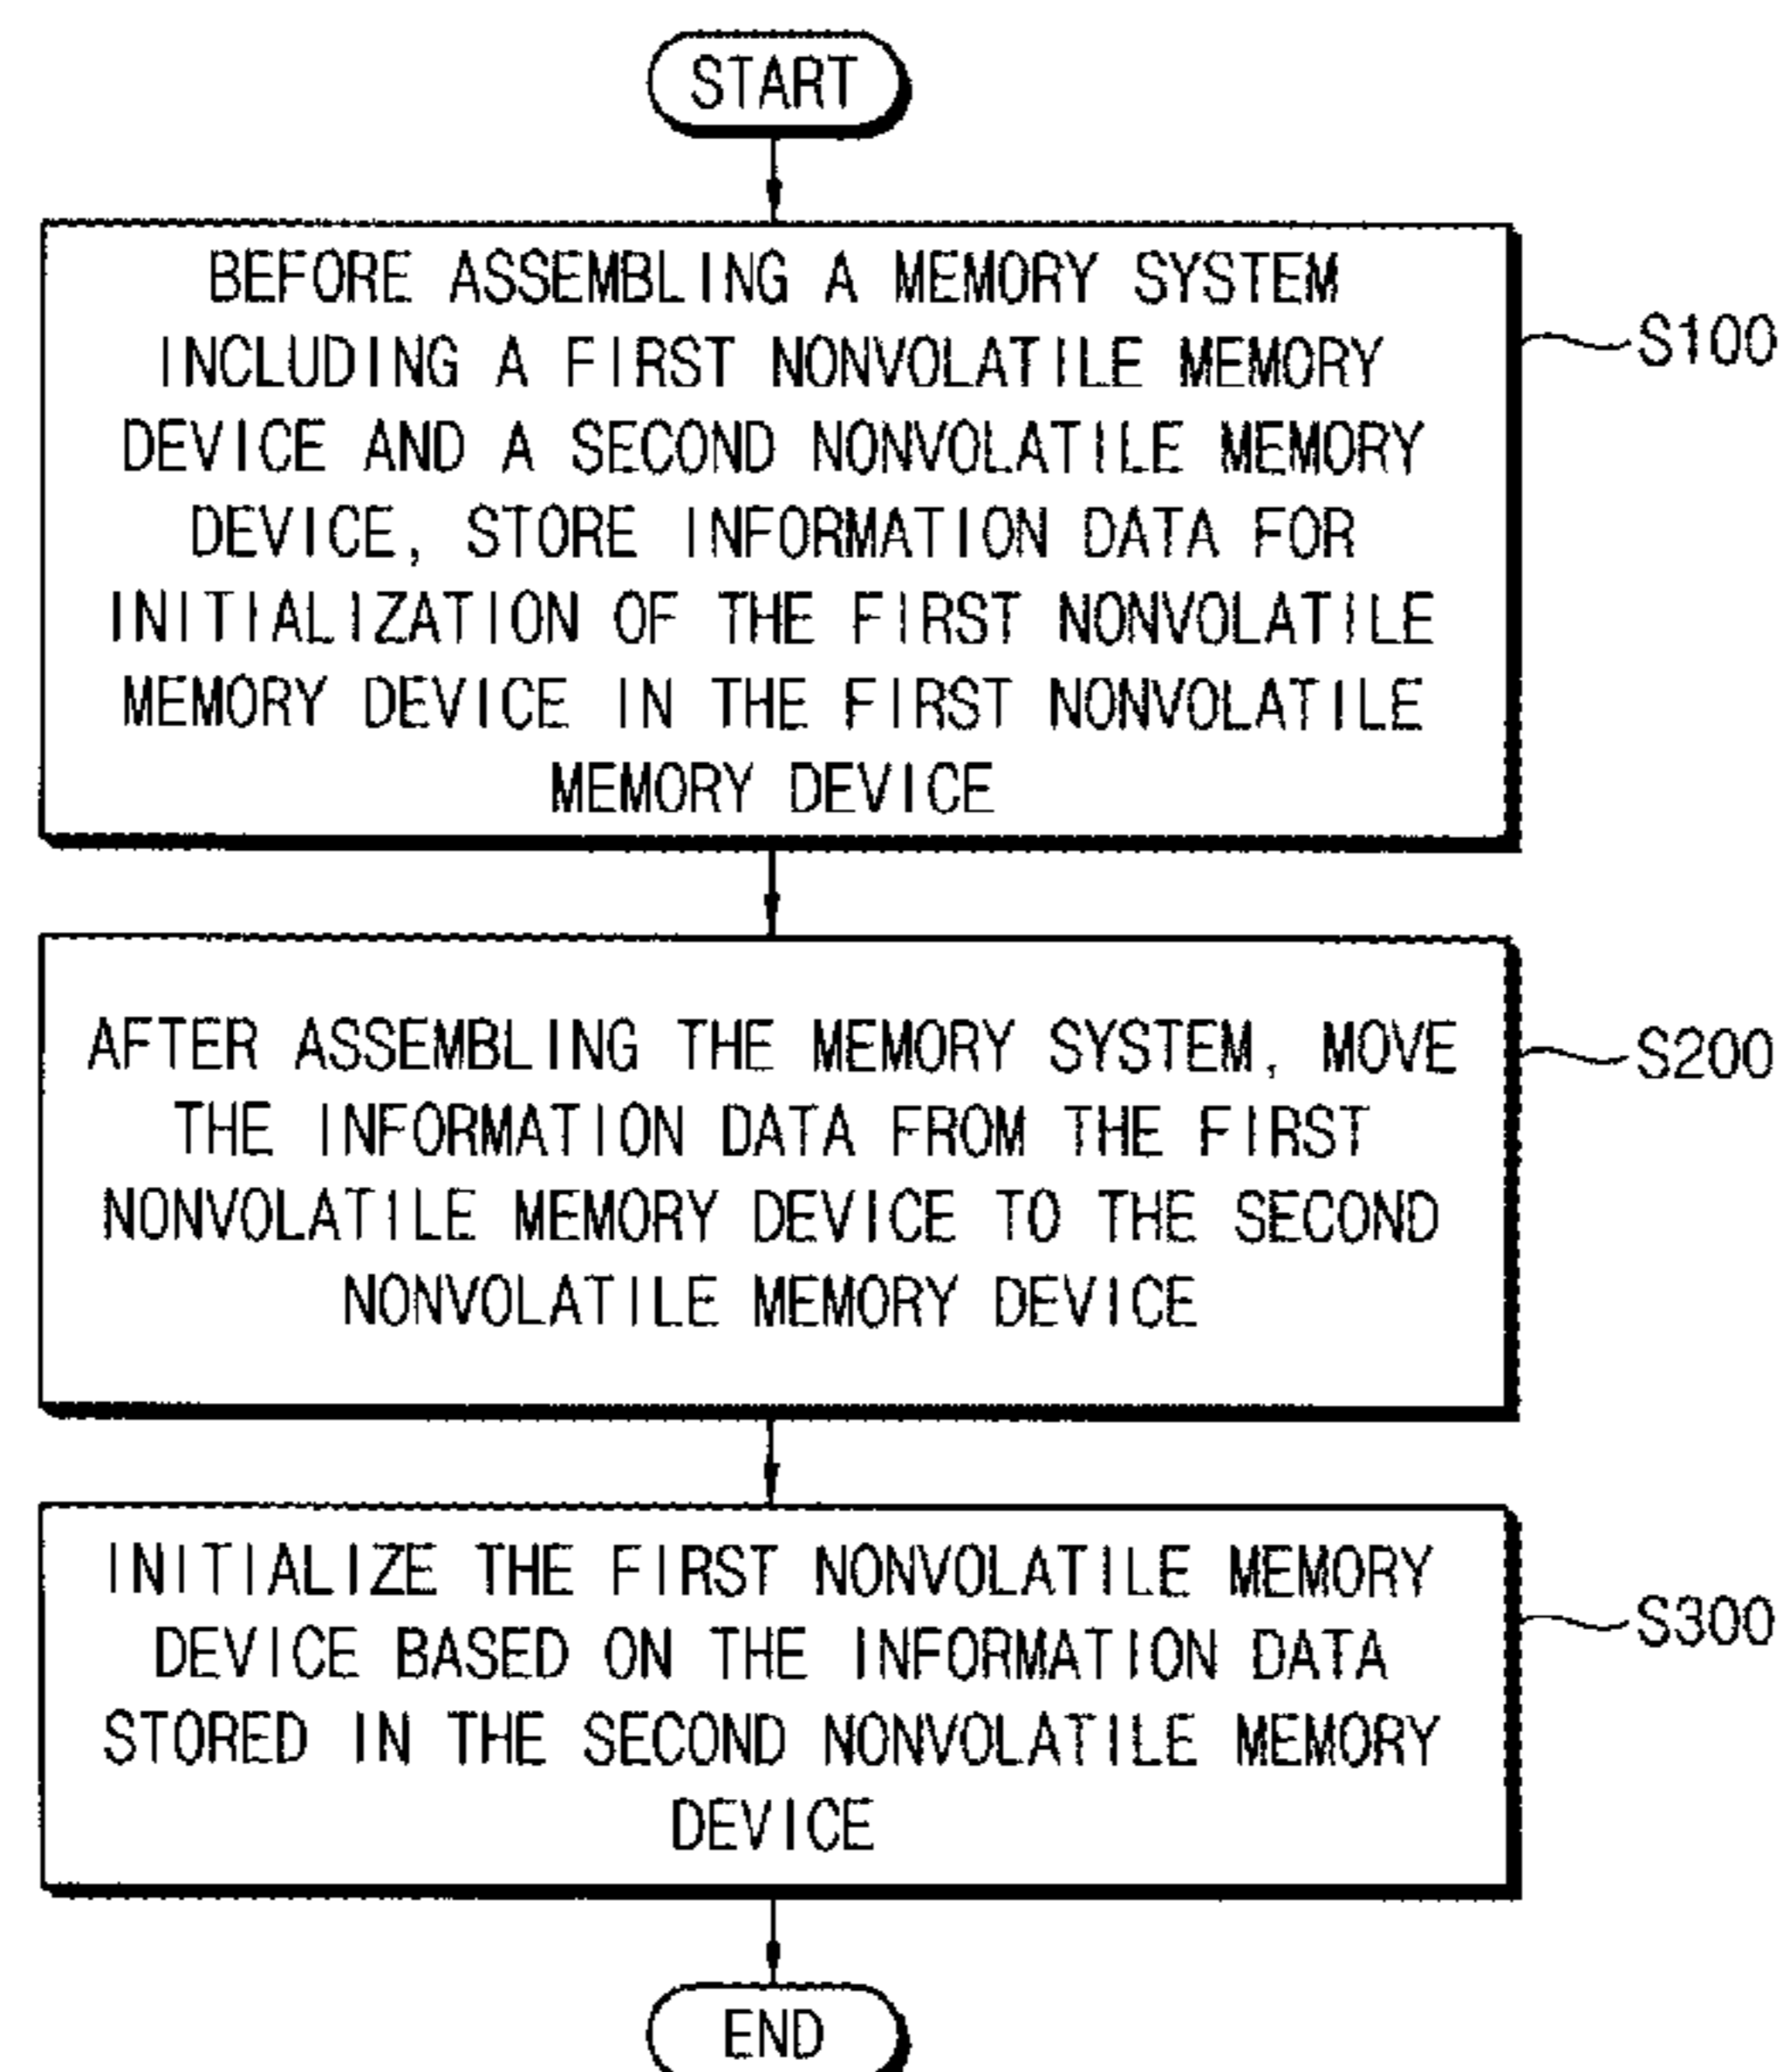 START
BEFORE ASSEMBLING A MEMORY SYSTEM
INCLUDING A FIRST NONVOLATILE MEMORY
DEVICE AND A SECOND NONVOLATILE MEMORY
DEVICE, STORE INFORMATION DATA FOR
INITIALIZATION OF THE FIRST NONVOLATILE
MEMORY DEVICE IN THE FIRST NONVOLATILE
MEMORY DEVICE
S100
AFTER ASSEMBLING THE MEMORY SYSTEM, MOVE
THE INFORMATION DATA FROM THE FIRST
NONVOLATILE MEMORY DEVICE TO THE SECOND
NONVOLATILE MEMORY DEVICE
S200
INITIALIZE THE FIRST NONVOLATILE MEMORY
DEVICE BASED ON THE INFORMATION DATA
STORED IN THE SECOND NONVOLATILE MEMORY
DEVICE
S300
END